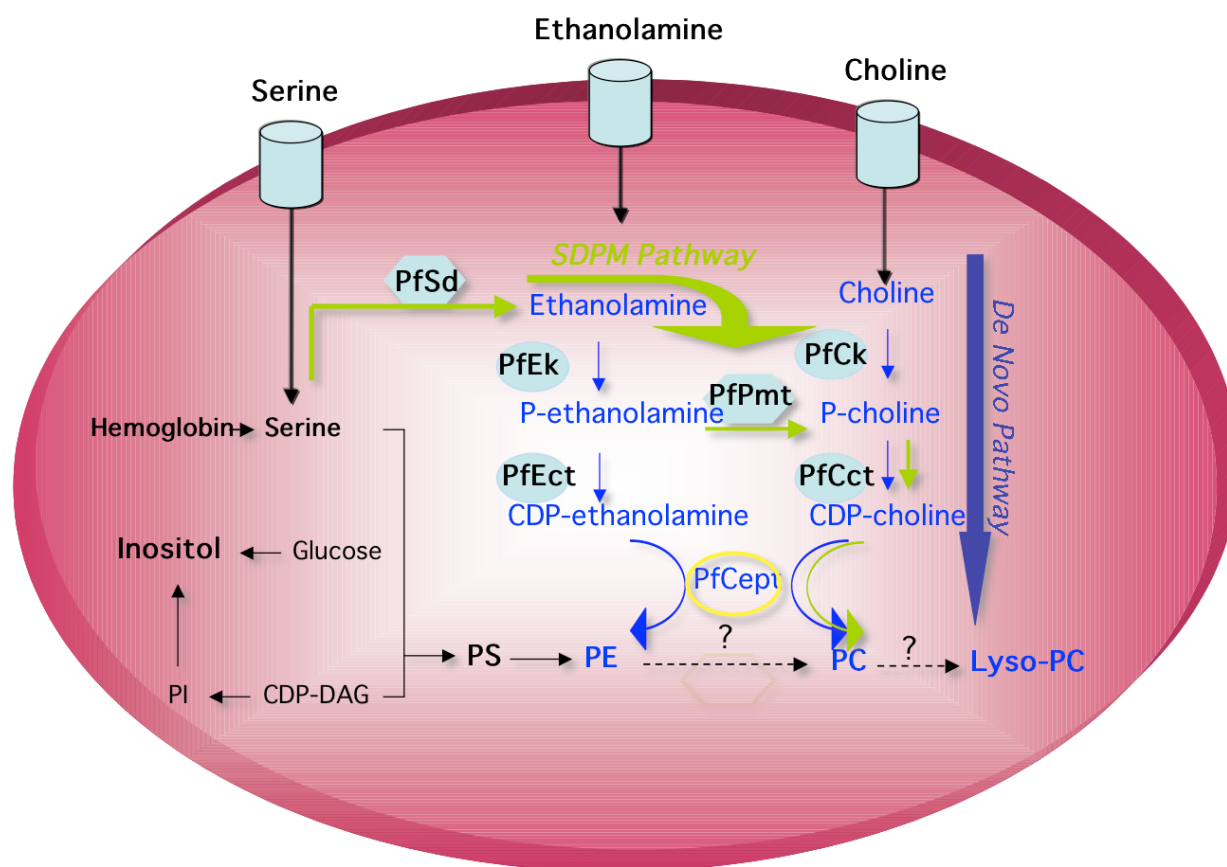 Ethanolamine
Serine
Choline
SDPM Pathway
PfSd
Ethanolamine
Choline
De Novo Pathway
PfEk
PfCk
PfPmt
Hemoglobin
Serine
P-ethanolamine
P-choline
PfEct
PfCct
CDP-ethanolamine
CDP-choline
Inositol
Glucose
PfCept
?
?
PS
PE
PC
Lyso-PC
PI
CDP-DAG